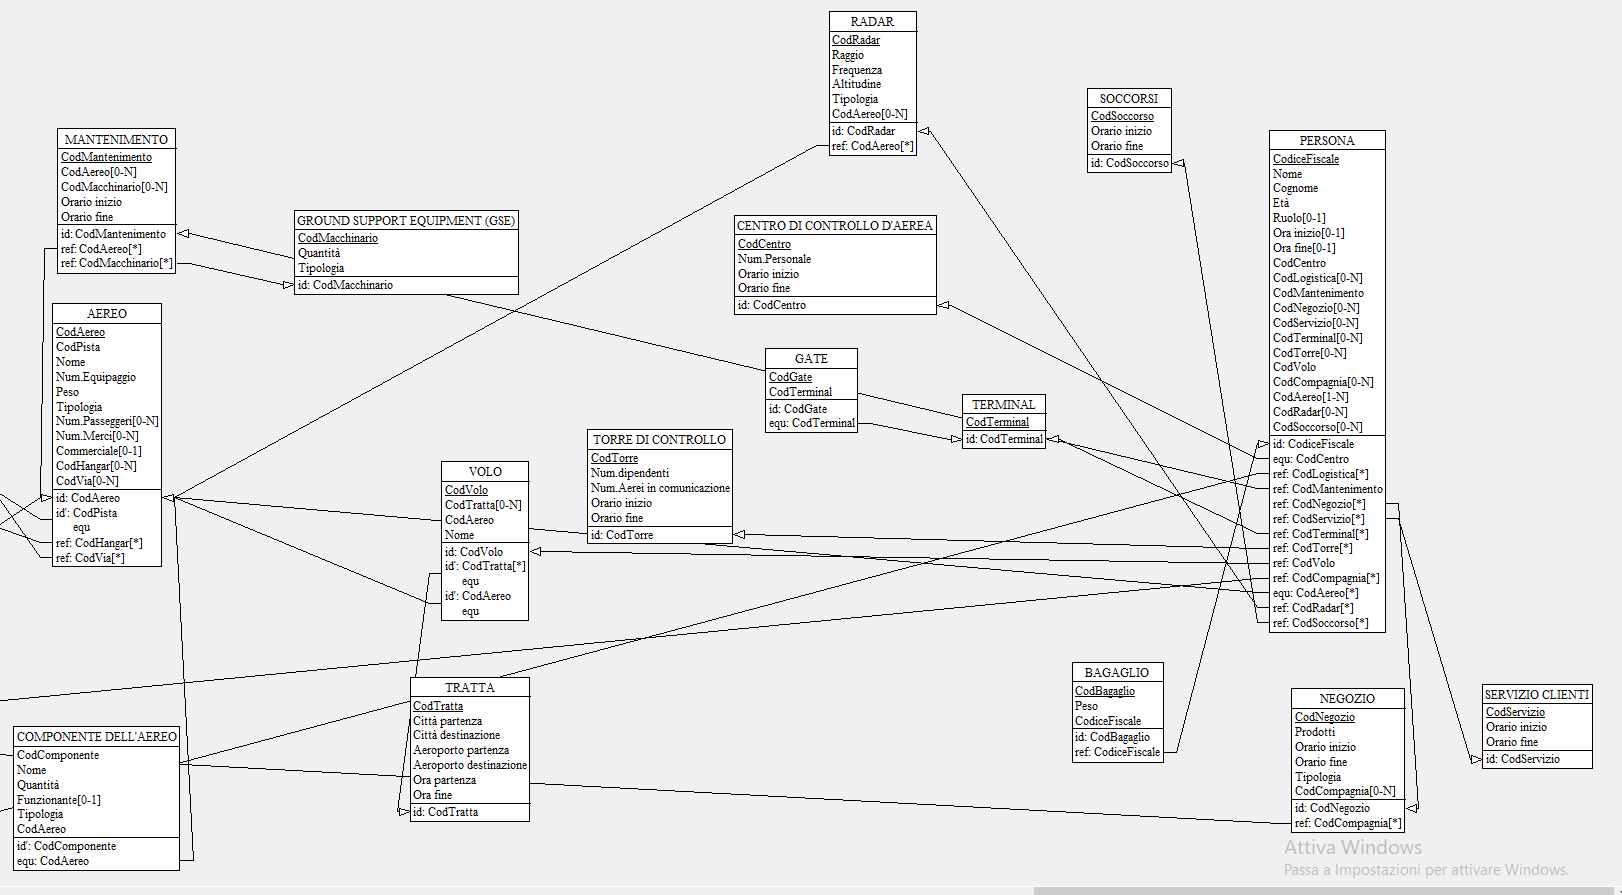 RADAR
CodRadar
Raggio
Frequenza
Altitudine
Tipologia
CodAereo[0-N]
id: CodRadar
ref: CodAereo[*]
SOCCORSI
CodSoccorso
Orario inizio
Orario fine
id: CodSoccorso
MANTENIMENTO
CodMantenimento
CodAereo[0-N]
CodMacchinario[0-N]
Orario inizio
Orario fine
id: CodMantenimento
ref: CodAereo[*]
ref: CodMacchinario[*]
GROUND SUPPORT EQUIPMENT (GSE)
CodMacchinario
Quantità
Tipologia
id: CodMacchinario
CENTRO DI CONTROLLO D'AEREA
CodCentro
Num.Personale
Orario inizio
Orario fine
id: CodCentro
PERSONA
CodiceFiscale
Nome
Cognome
Età
Ruolo[0-1]
Ora inizio[0-1]
Ora fine[0-1]
CodCentro
CodLogistica[0-N]
CodMantenimento
CodNegozio[0-N]
CodServizio[0-N]
CodTerminal[0-N]
CodTorre[0-N]
CodVolo
CodCompagnia[0-N]
CodAereo[1-N]
CodRadar[0-N]
CodSoccorso[0-N]
id: CodiceFiscale
equ: CodCentro
ref: CodLogistica[*]
ref: CodMantenimento
ref: CodNegozio[*]
ref: CodServizio[*]
ref: CodTerminal[*]
ref: CodTorre[*]
ref: CodVolo
ref: CodCompagnia[*]
equ: CodAereo[*]
ref: CodRadar[*]
ref: CodSoccorso[*]
AEREO
CodAereo
CodPista
Nome
Num.Equipaggio
Peso
Tipologia
Num.Passeggeri[0-N]
Num.Merci[0-N]
Commerciale[0-1]
CodHangar[0-N]
CodVia[0-N]
id: CodAereo
id': CodPista
equ
ref: CodHangar[*]
ref: CodVia[*]
GATE
CodGate
CodTerminal
id: CodGate
equ: CodTerminal
TERMINAL
CodTerminal
id: CodTerminal
TORRE DI CONTROLLO
CodTorre
Num.dipendenti
Num.Aerei in comunicazione
Orario inizio
Orario fine
id: CodTorre
VOLO
CodVolo
CodTratta[0-N]
CodAereo
Nome
id: CodVolo
id': CodTratta[*]
equ
id': CodAereo
equ
TRATTA
CodTratta
Città partenza
Città destinazione
Aeroporto partenza
Aeroporto destinazione
Ora partenza
Ora fine
id: CodTratta
BAGAGLIO
CodBagaglio
Peso
CodiceFiscale
id: CodBagaglio
ref: CodiceFiscale
NEGOZIO
CodNegozio
Prodotti
Orario inizio
Orario fine
Tipologia
CodCompagnia[0-N]
id: CodNegozio
ref: CodCompagnia[*]
SERVIZIO CLIENTI
CodServizio
Orario inizio
Orario fine
id: CodServizio
COMPONENTE DELL'AEREO
CodComponente
Nome
Quantità
Funzionante[0-1]
Tipologia
CodAereo
id': CodComponente
equ: CodAereo
Attiva Windows
Passa a Impostazioni per attivare Windows.